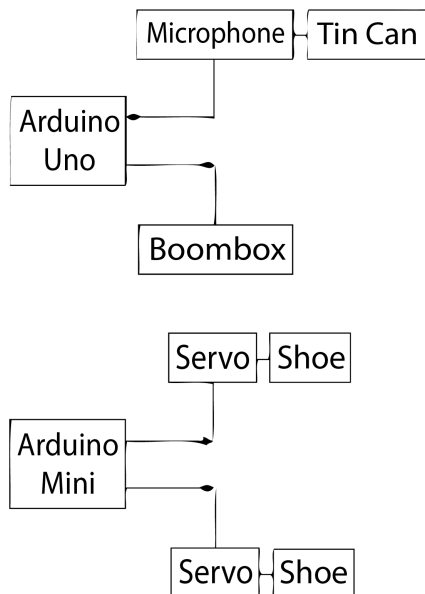 Microphone
Tin Can
Arduino
Uno
Boombox
Servo
Shoe
Arduino
Mini
Servo
Shoe